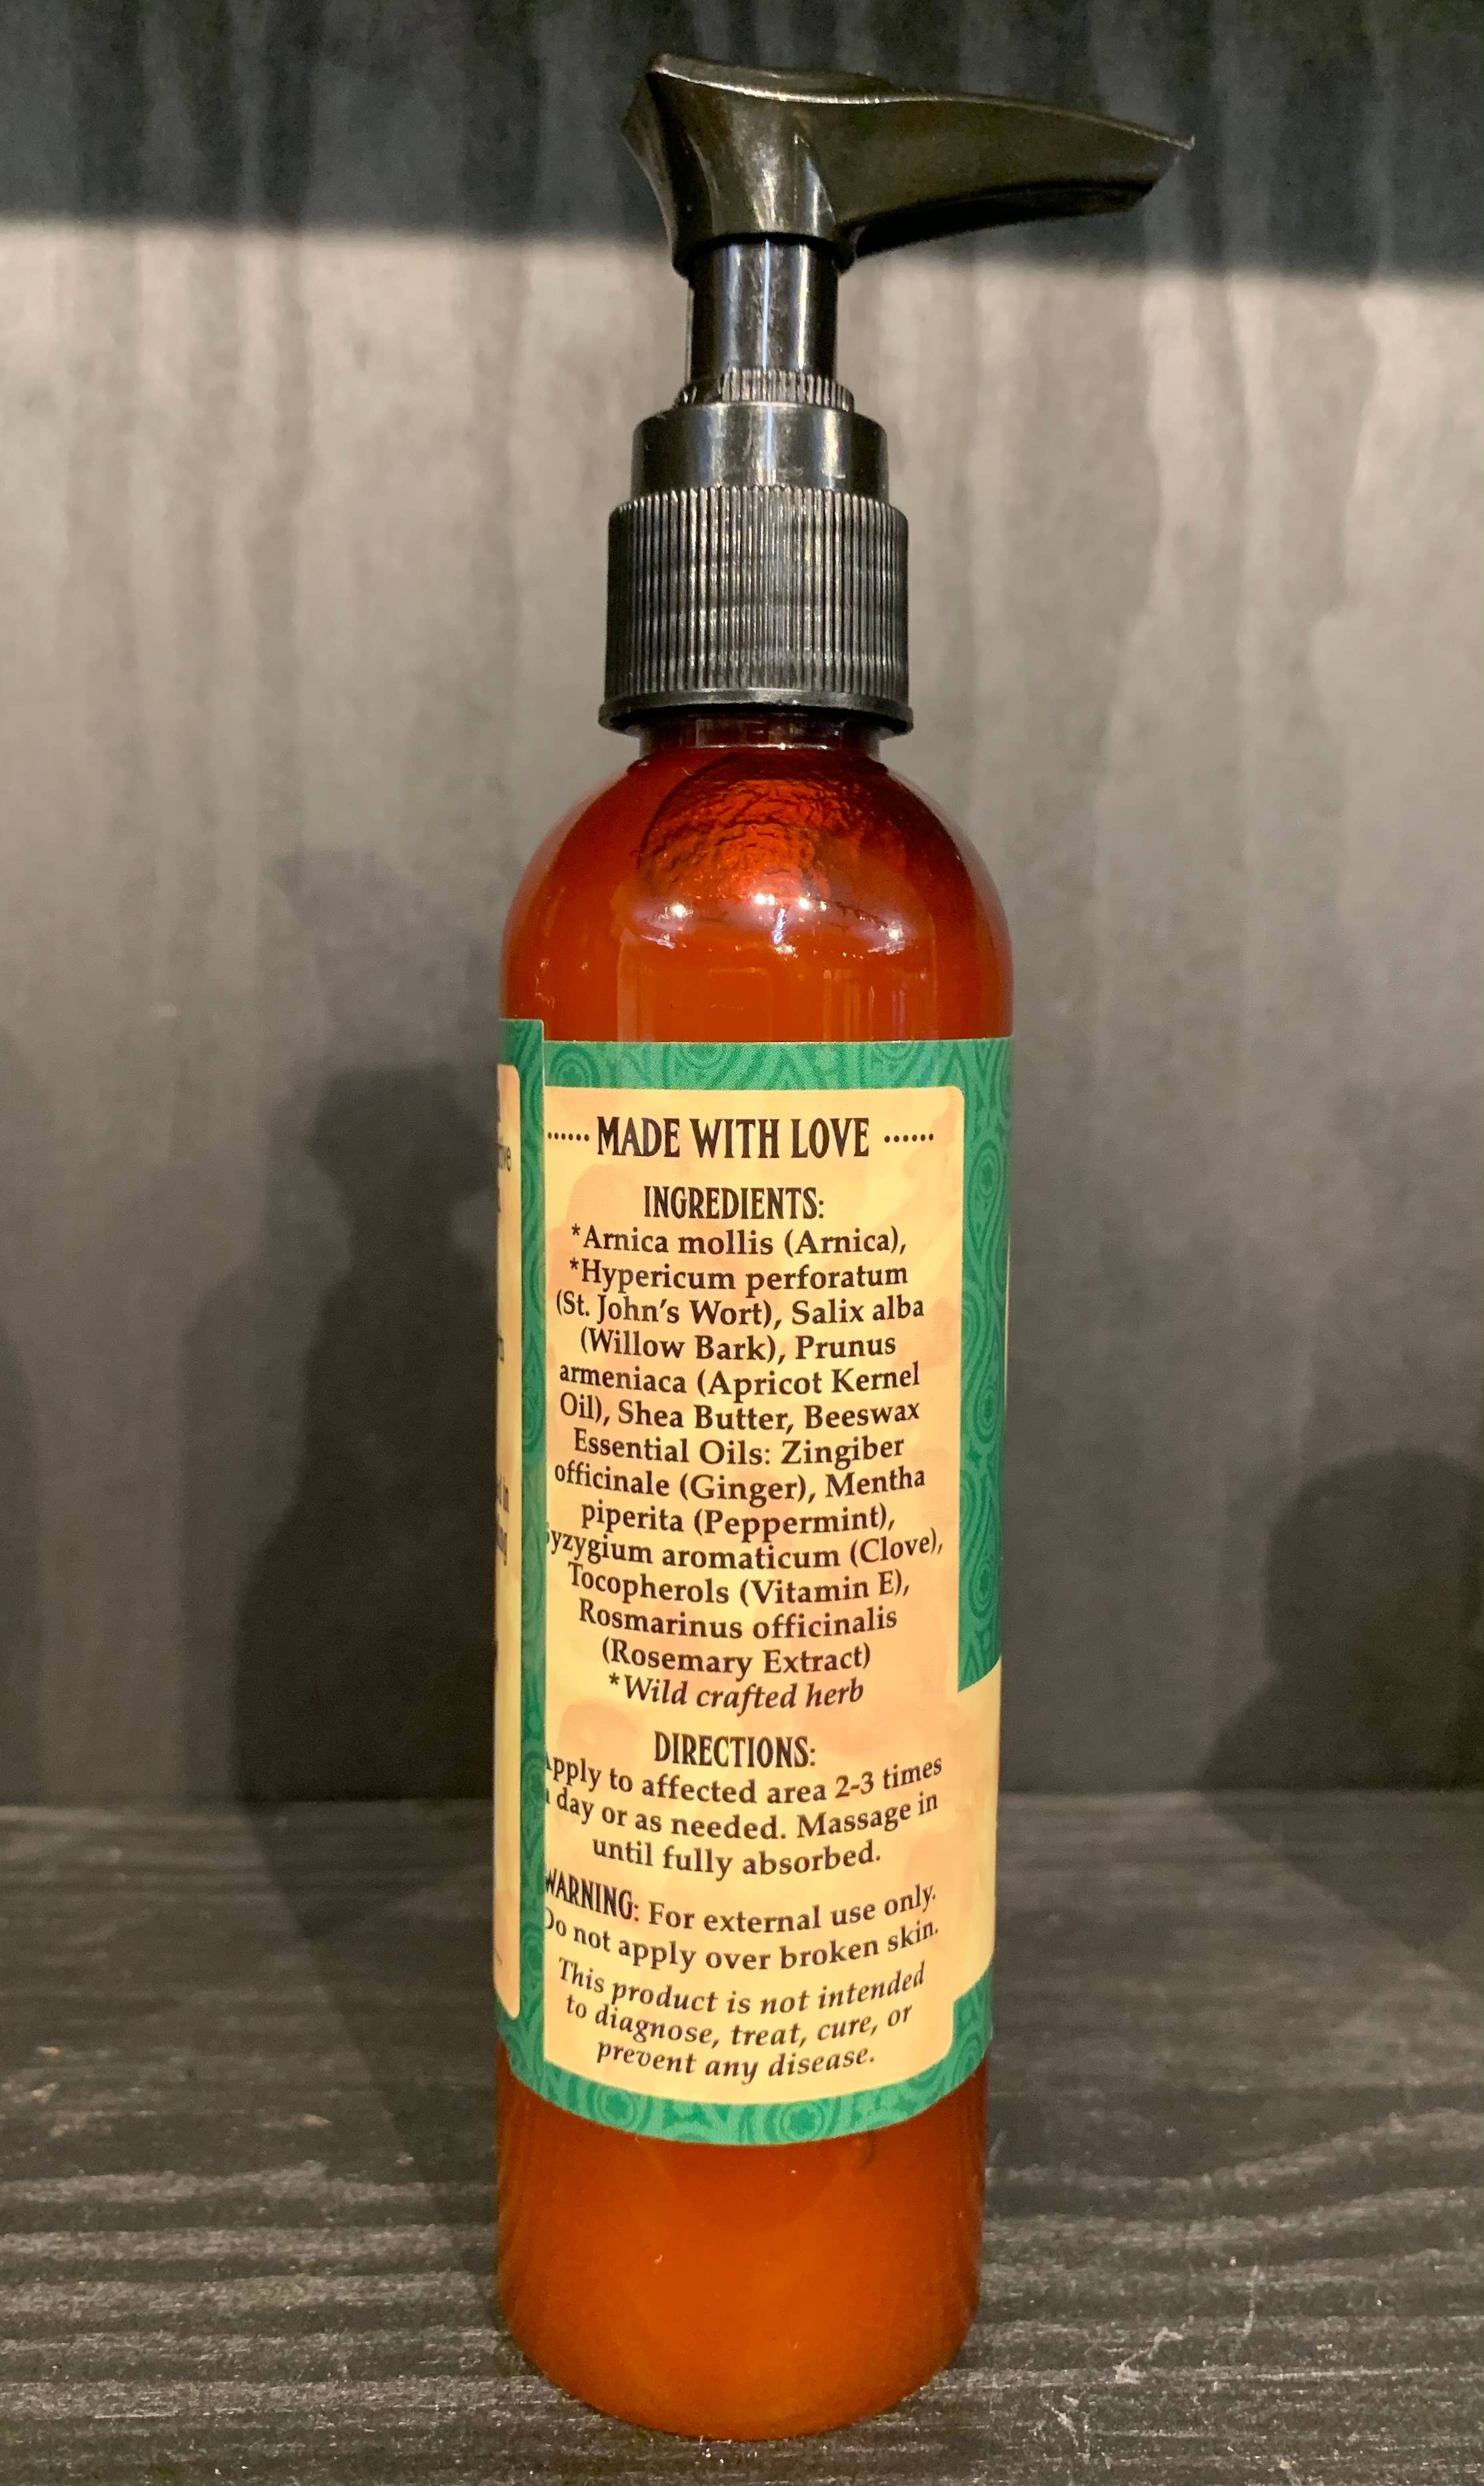 ······ MADE WITH LOVE ······
INGREDIENTS:
*Arnica mollis (Arnica),
*Hypericum perforatum
(St. John's Wort), Salix alba
(Willow Bark), Prunus
armeniaca (Apricot Kernel
Oil), Shea Butter, Beeswax
Essential Oils: Zingiber
officinale (Ginger), Mentha
piperita (Peppermint),
Syzygium aromaticum (Clove),
Tocopherols (Vitamin E),
Rosmarinus officinalis
(Rosemary Extract)
*Wild crafted herb
DIRECTIONS:
Apply to affected area 2-3 times
a day or as needed. Massage in
until fully absorbed.
WARNING: For external use only.
Do not apply over broken skin.
This product is not intended
to diagnose, treat, cure, or
prevent any disease.